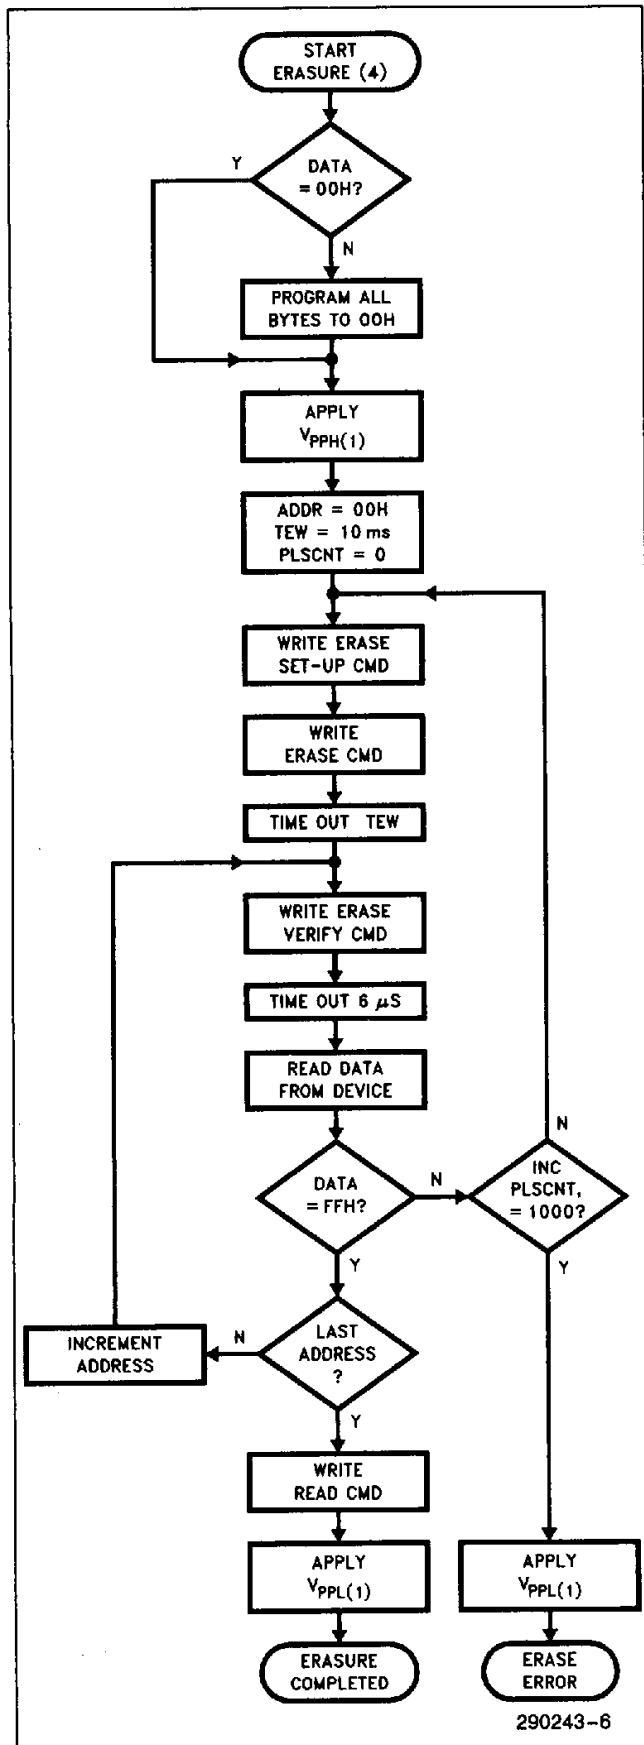 START
ERASURE (4)
DATA
= 00H?
Y
N
PROGRAM ALL
BYTES TO 00H
APPLY
VPPH(1)
ADDR = 00H
TEW = 10 ms
PLSCNT = 0
WRITE ERASE
SET-UP CMD
WRITE
ERASE CMD
TIME OUT TEW
WRITE ERASE
VERIFY CMD
TIME OUT 6 µS
READ DATA
FROM DEVICE
DATA
= FFH?
N
Y
INC
PLSCNT,
= 1000?
N
Y
LAST
ADDRESS
?
N
Y
INCREMENT
ADDRESS
WRITE
READ CMD
APPLY
VPPL(1)
ERASURE
COMPLETED
APPLY
VPPL(1)
ERASE
ERROR
290243-6